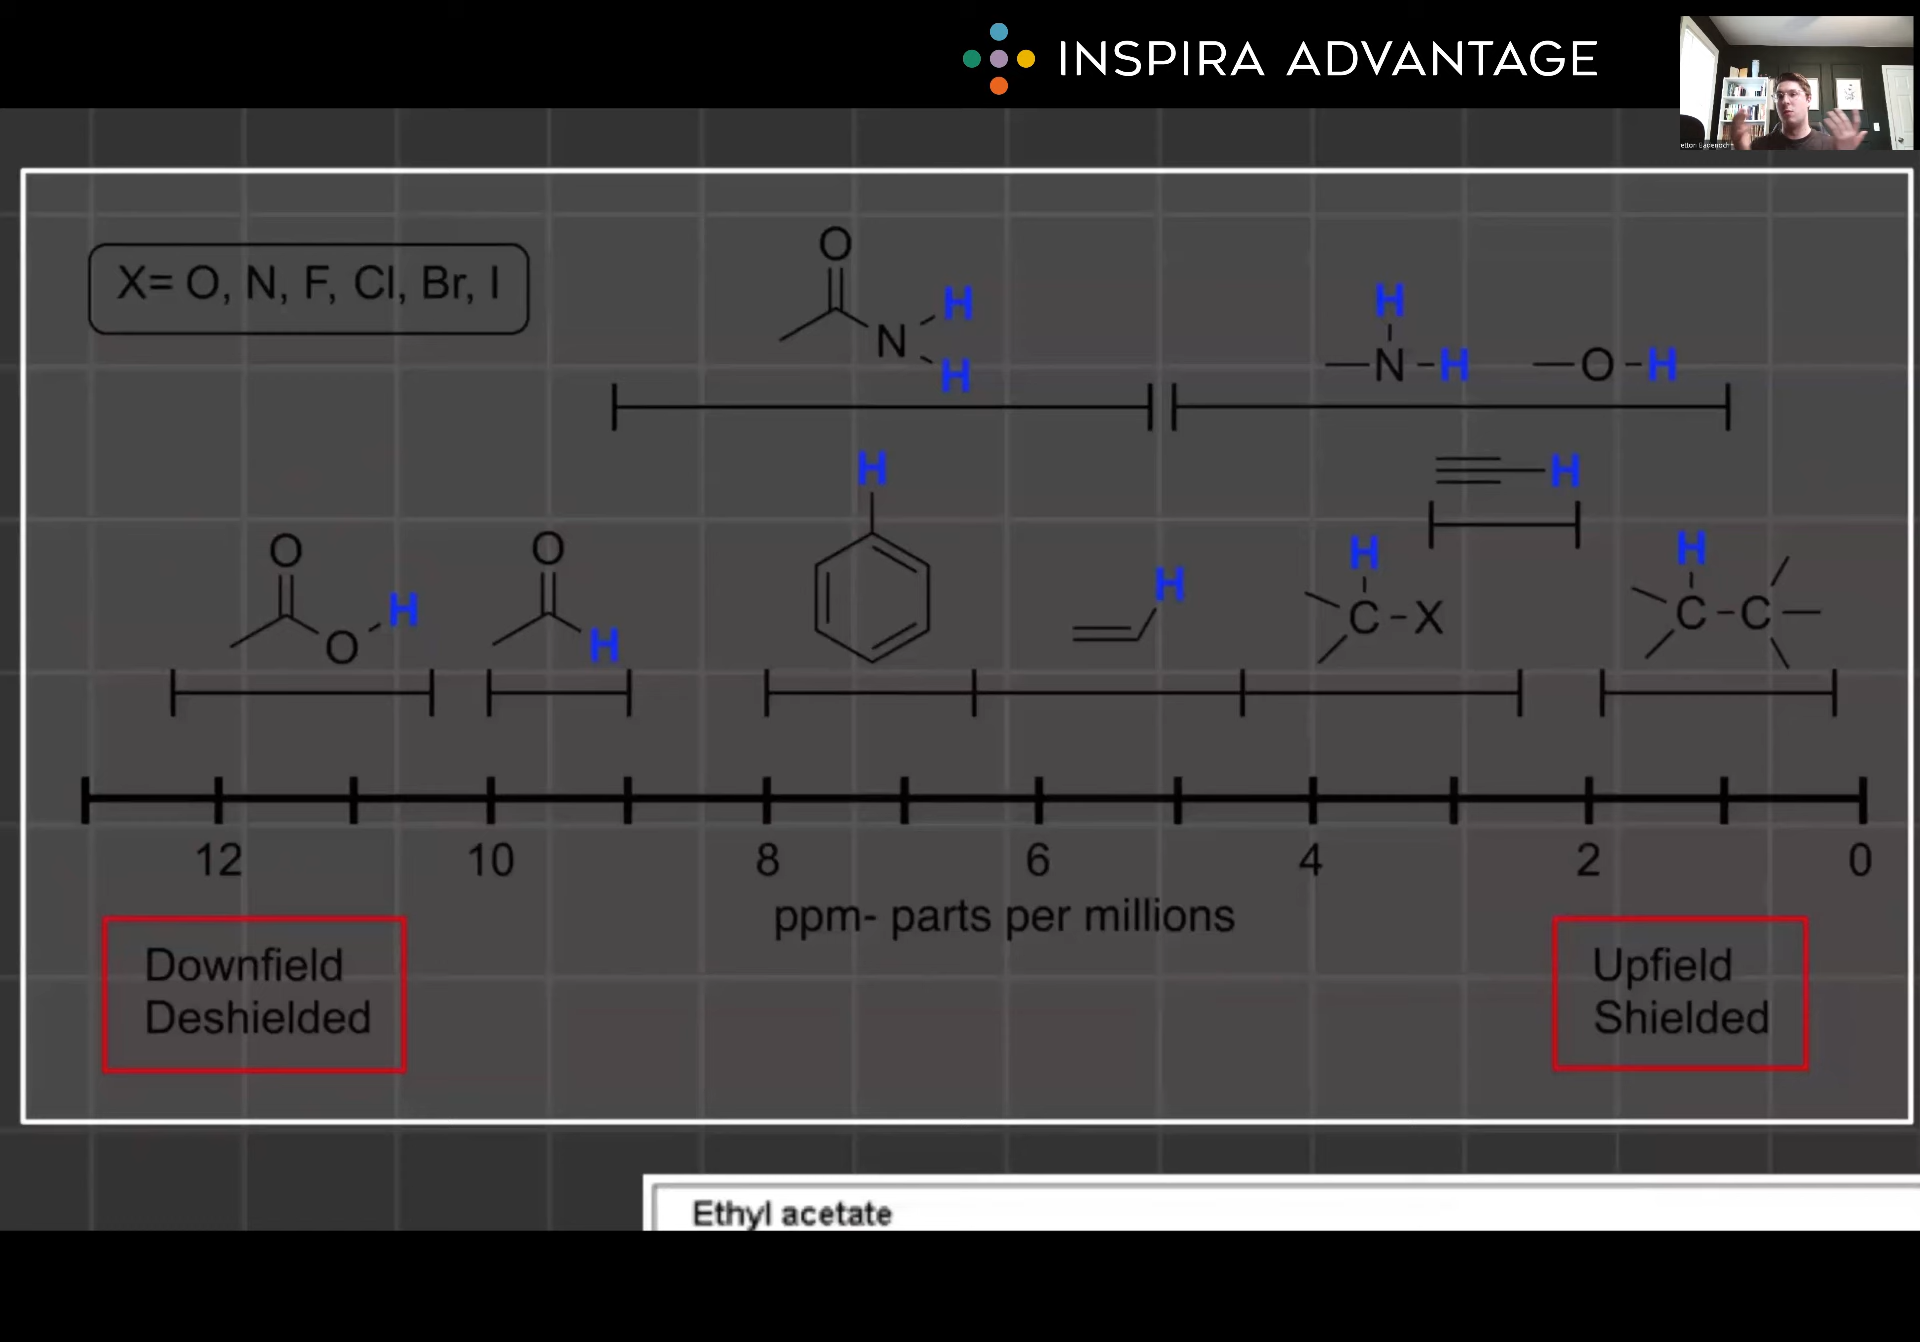 INSPIRA ADVANTAGE
X= O, N, F, Cl, Br, I
O
N
H
H
H
N
H
O
H
H
H
O
O
H
O
H
H
H
C
X
H
C
C
12
10
8
6
4
2
0
ppm- parts per millions
Downfield
Deshielded
Upfield
Shielded
Ethyl acetate